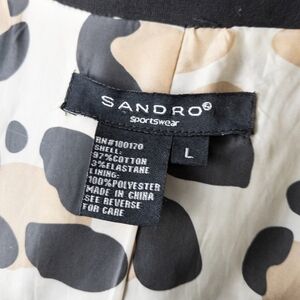 SANDRO
sportswear
L
RN#100170
SHELL:
97%COTTON
3%ELASTANE
LINING:
100%POLYESTER
MADE IN CHINA
SEE REVERSE
FOR CARE